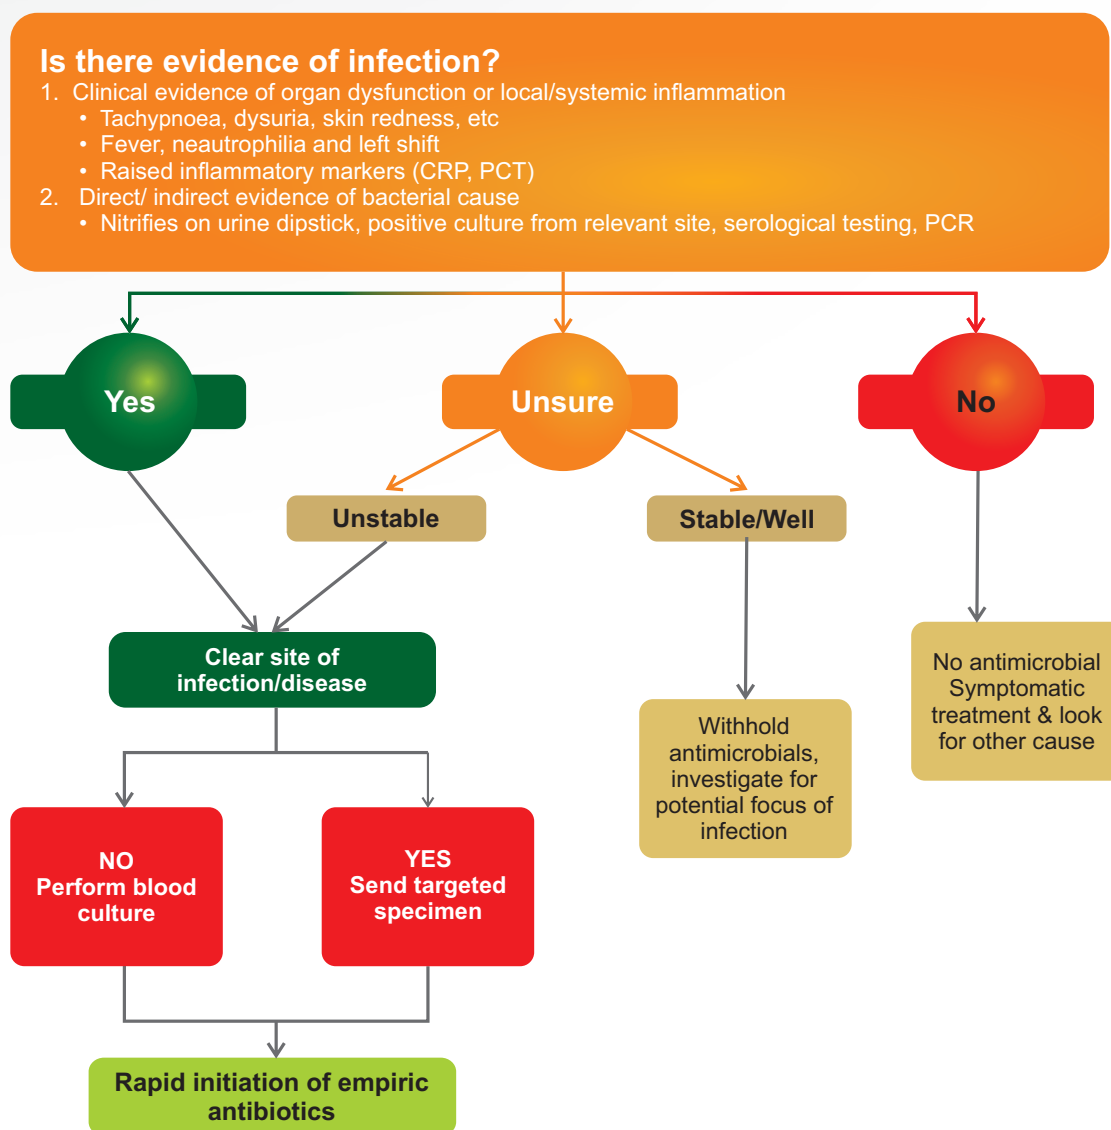 Is there evidence of infection?
1. Clinical evidence of organ dysfunction or local/systemic inflammation
• Tachypnoea, dysuria, skin redness, etc
• Fever, neautrophilia and left shift
• Raised inflammatory markers (CRP, PCT)
2. Direct/ indirect evidence of bacterial cause
• Nitrifies on urine dipstick, positive culture from relevant site, serological testing, PCR
Yes
Unsure
No
Unstable
Stable/Well
Clear site of
infection/disease
No antimicrobial
Symptomatic
treatment & look
for other cause
Withhold
antimicrobials,
investigate for
potential focus of
infection
NO
Perform blood
culture
YES
Send targeted
specimen
Rapid initiation of empiric
antibiotics